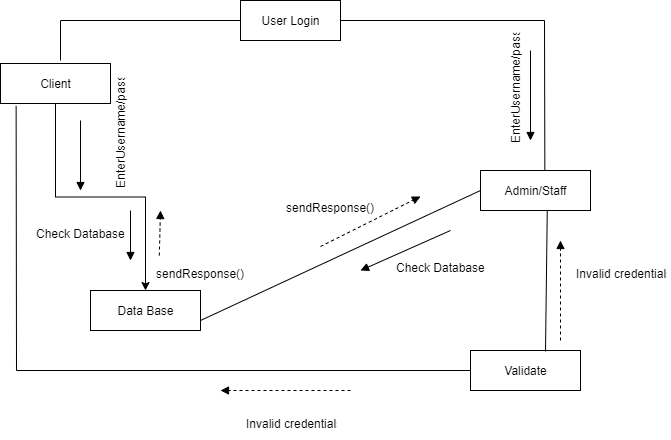 User Login
Client
EnterUsername/pass
EnterUsername/pass
Admin/Staff
sendResponse()
Check Database
Check Database
sendResponse()
Invalid credential
Data Base
Validate
Invalid credential